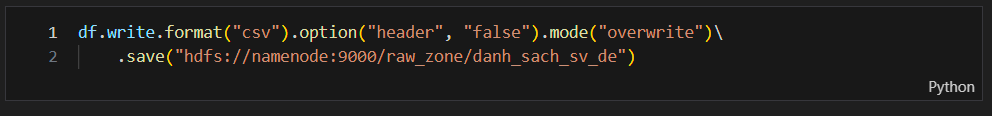 1 df.write.format("csv").option("header", "false").mode("overwrite")\
2 .save("hdfs://namenode:9000/raw_zone/danh_sach_sv_de")
Python